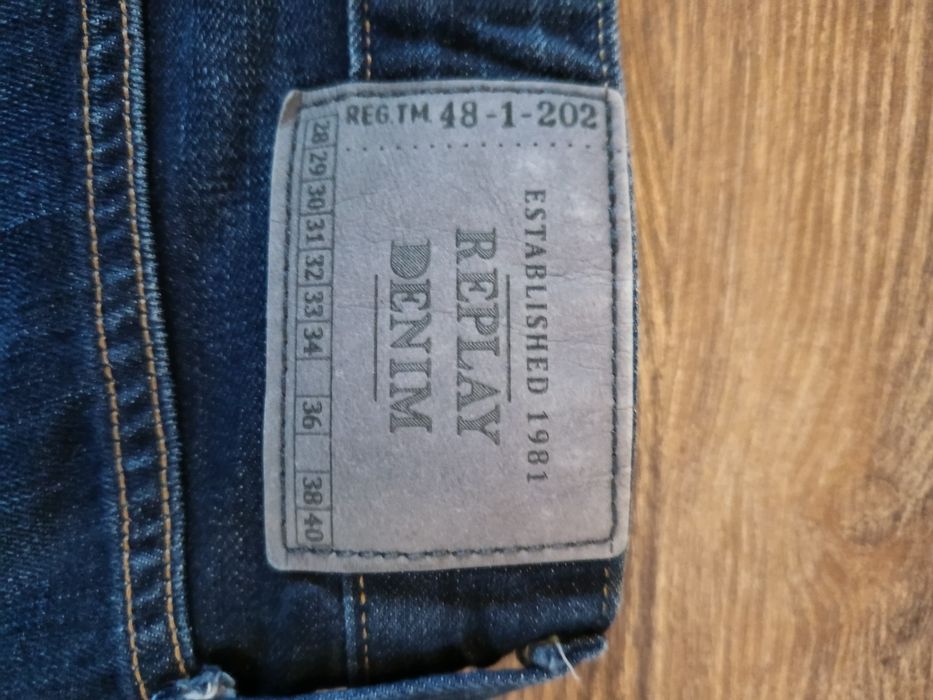 REG.TM. 48-1-202
ESTABLISHED 1981
REPLAY
DENIM
28 29 30 31 32 33 34 36 38 40